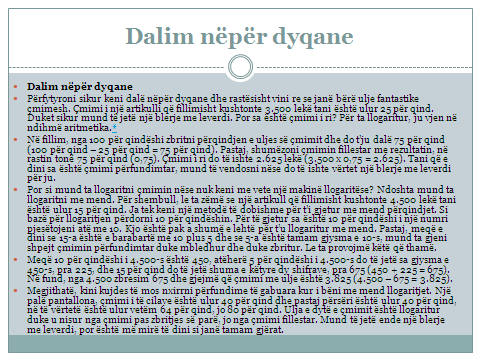 Dalim nëpër dyqane
Dalim nëpër dyqane
Përfytyroni sikur keni dalë nëpër dyqane dhe rastësisht vini re se janë bërë ulje fantastike
çmimesh. Çmimi i një artikulli që fillimisht kushtonte 3.500 lekë tani është ulur 25 për qind.
Duket sikur mund të jetë një blerje me leverdi. Por sa është çmimi i ri? Për ta llogaritur, ju vjen në
ndihmë aritmetika.*
Në fillim, nga 100 për qindëshi zbritni përqindjen e uljes së çmimit dhe do t'ju dalë 75 për qind
(100 për qind – 25 për qind = 75 për qind). Pastaj, shumëzoni çmimin fillestar me rezultatin, në
rastin tonë 75 për qind (0,75). Çmimi i ri do të ishte 2.625 lekë (3.500 x 0,75 = 2.625). Tani që e
dini sa është çmimi përfundimtar, mund të vendosni nëse do të ishte vërtet një blerje me leverdi
për ju.
Por si mund ta llogaritni çmimin nëse nuk keni me vete një makinë llogaritëse? Ndoshta mund ta
llogaritni me mend. Për shembull, le ta zëmë se një artikull që fillimisht kushtonte 4.500 lekë tani
është ulur 15 për qind. Ja tek keni një metodë të dobishme për t'i gjetur me mend përqindjet. Si
bazë për llogaritjen përdorni 10 për qindëshin. Për të gjetur sa është 10 për qindëshi i një numri
pjesëtojeni atë me 10. Kjo është pak a shumë e lehtë për t'u llogaritur me mend. Pastaj, meqë e
dini se 15-a është e barabartë me 10 plus 5 dhe se 5-a është tamam gjysma e 10-s, mund ta gjeni
shpejt çmimin përfundimtar duke mbledhur dhe duke zbritur. Le ta provojmë këtë që thamë.
Meqë 10 për qindëshi i 4.500-s është 450, atëherë 5 për qindëshi i 4.500-s do të jetë sa gjysma e
450-s, pra 225, dhe 15 për qind do të jetë shuma e këtyre dy shifrave, pra 675 (450 + 225 = 675).
Në fund, nga 4.500 zbresim 675 dhe gjejmë që çmimi me ulje është 3.825 (4.500 – 675 = 3.825).
Megjithatë, kini kujdes të mos nxirrni përfundime të gabuara kur i bëni me mend llogaritjet. Një
palë pantallona, çmimi i të cilave është ulur 40 për qind dhe pastaj përsëri është ulur 40 për qind,
në të vërtetë është ulur vetëm 64 për qind, jo 80 për qind. Ulja e dytë e çmimit është llogaritur
duke u nisur nga çmimi pas zbritjes së parë, jo nga çmimi fillestar. Mund të jetë ende një blerje
me leverdi, por është më mirë të dini si janë tamam gjërat.